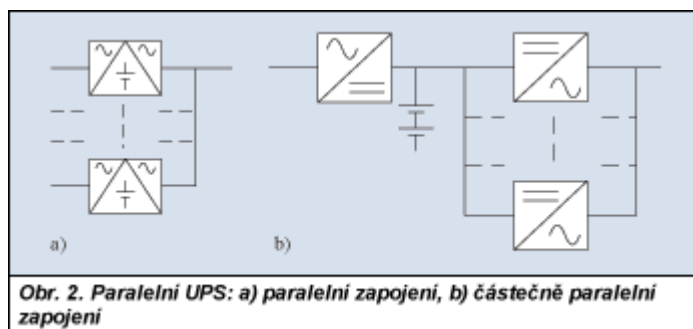 a)
b)
Obr. 2. Paralelní UPS: a) paralelní zapojení, b) částečně paralelní
zapojení